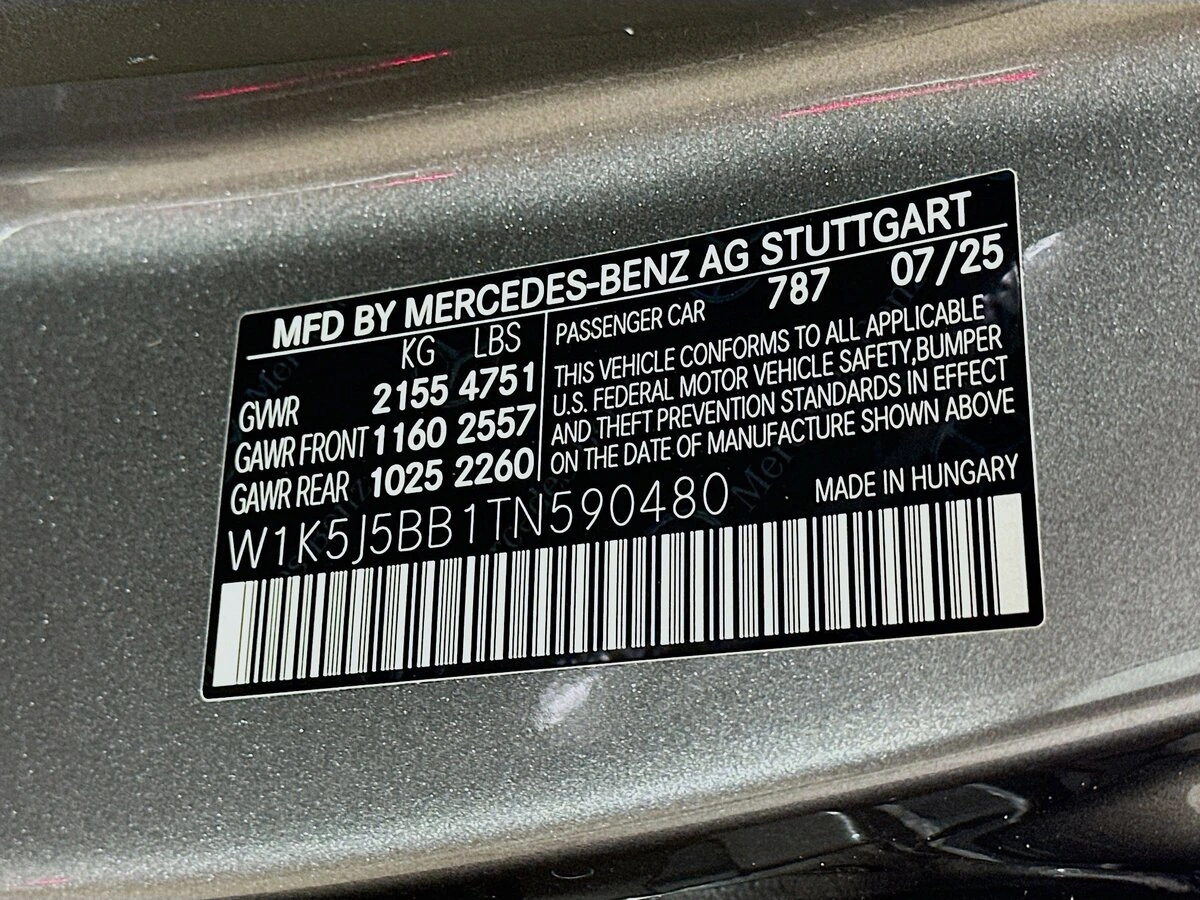 MFD BY MERCEDES-BENZ AG STUTTGART
KG LBS
GVWR 2155 4751
GAWR FRONT 1160 2557
GAWR REAR 1025 2260
PASSENGER CAR 787 07/25
THIS VEHICLE CONFORMS TO ALL APPLICABLE
U.S. FEDERAL MOTOR VEHICLE SAFETY,BUMPER
AND THEFT PREVENTION STANDARDS IN EFFECT
ON THE DATE OF MANUFACTURE SHOWN ABOVE
W1K5J5BB1TN590480
MADE IN HUNGARY